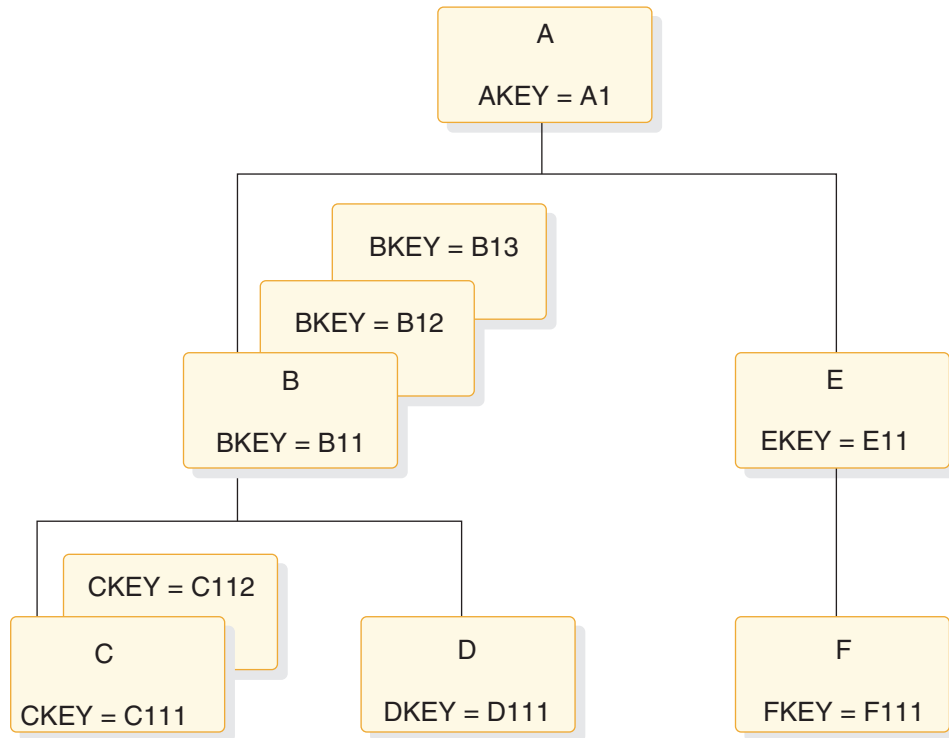 A
AKEY = A1
BKEY = B13
BKEY = B12
B
BKEY = B11
E
EKEY = E11
CKEY = C112
C
CKEY = C111
D
DKEY = D111
F
FKEY = F111